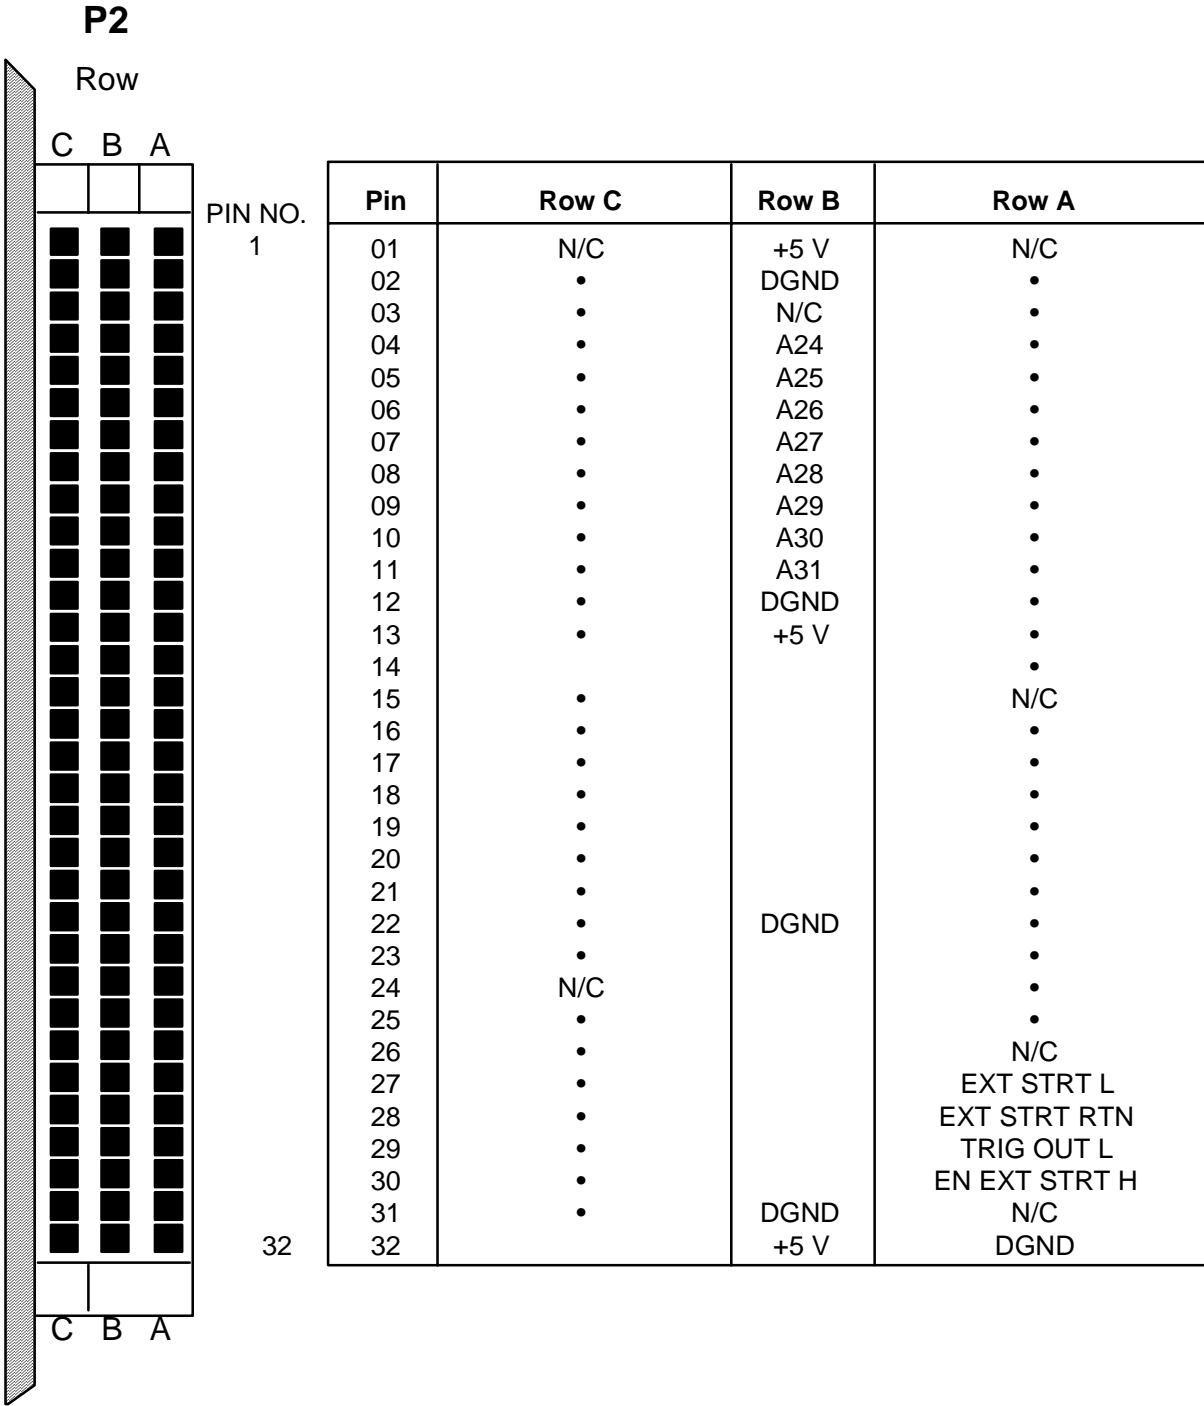 P2
Row
C B A
PIN NO.
1
32
C B A
Pin Row C Row B Row A
01 N/C +5 V N/C
02 • DGND •
03 • N/C •
04 • A24 •
05 • A25 •
06 • A26 •
07 • A27 •
08 • A28 •
09 • A29 •
10 • A30 •
11 • A31 •
12 • DGND •
13 • +5 V •
14 •
15 • N/C
16 • •
17 • •
18 • •
19 • •
20 • •
21 • •
22 • DGND •
23 • •
24 N/C •
25 • •
26 • N/C
27 • EXT STRT L
28 • EXT STRT RTN
29 • TRIG OUT L
30 • EN EXT STRT H
31 • DGND N/C
32 +5 V DGND